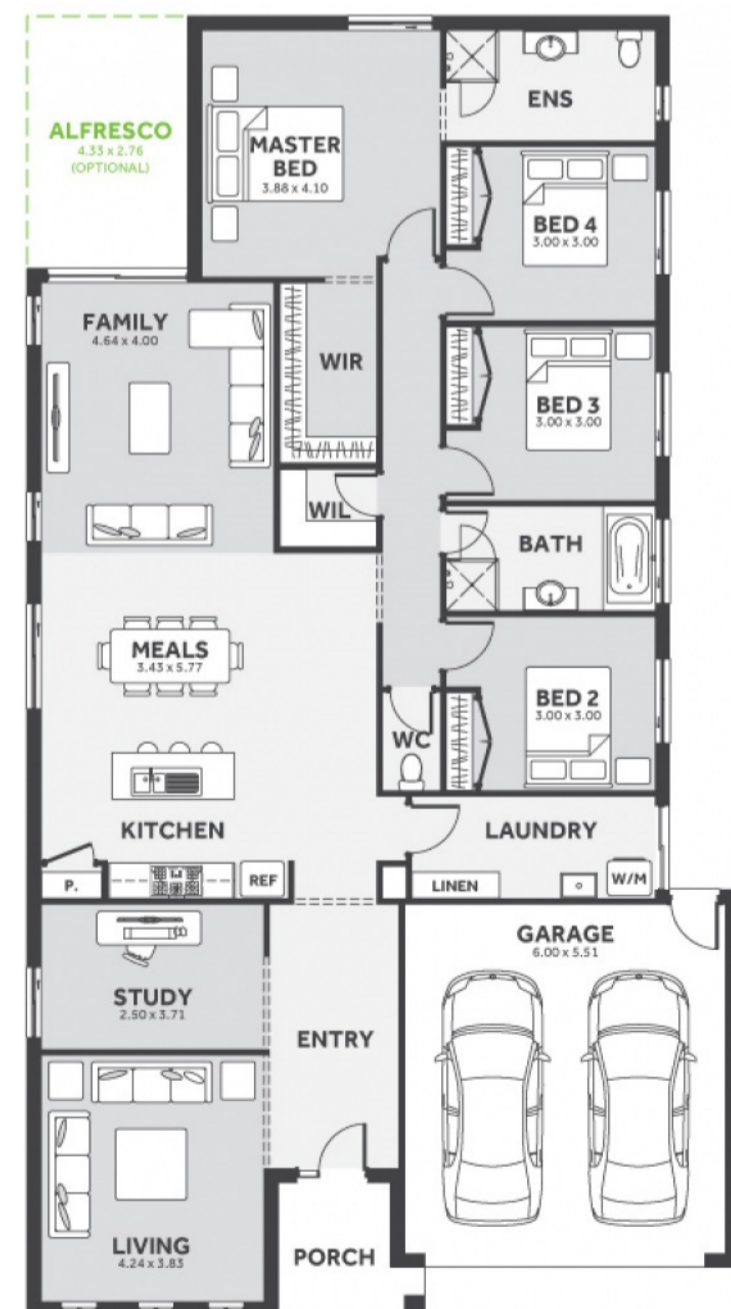 ALFRESCO
4.33 x 2.76
(OPTIONAL)
MASTER
BED
3.88 x 4.10
ENS
BED 4
3.00 x 3.00
FAMILY
4.64 x 4.00
WIR
BED 3
3.00 x 3.00
WIL
BATH
MEALS
3.43 x 5.77
BED 2
3.00 x 3.00
WC
KITCHEN
LAUNDRY
P.
REF
LINEN
W/M
GARAGE
6.00 x 5.51
STUDY
2.50 x 3.71
ENTRY
LIVING
4.24 x 3.83
PORCH